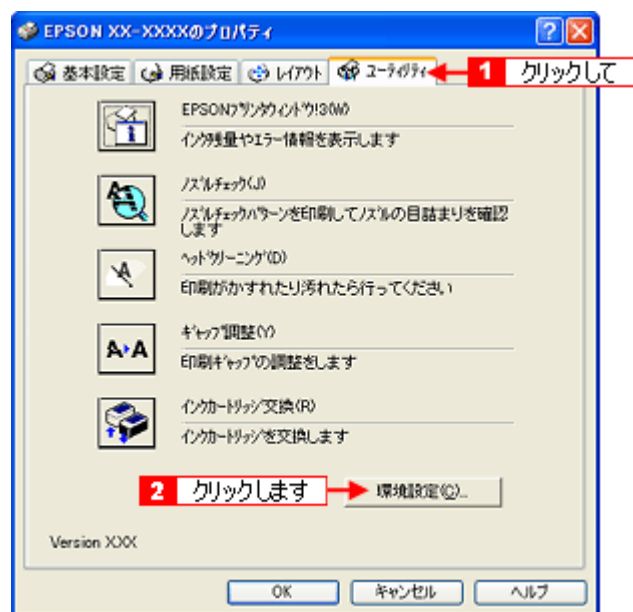 EPSON XX-XXXXのプロパティ
基本設定 用紙設定 レイアウト ユーティリティ 1 クリックして
EPSONプリンタウィンドウ!3(W)
インク残量やエラー情報を表示します
ノズルチェック(J)
ノズルチェックパターンを印刷してノズルの目詰まりを確認
します
ヘッドクリーニング(D)
印刷がかすれたり汚れたら行ってください
ギャップ調整(Y)
印刷ギャップの調整をします
インクカートリッジ交換(R)
インクカートリッジを交換します
2 クリックします 環境設定(C)...
Version XXX
OK キャンセル ヘルプ